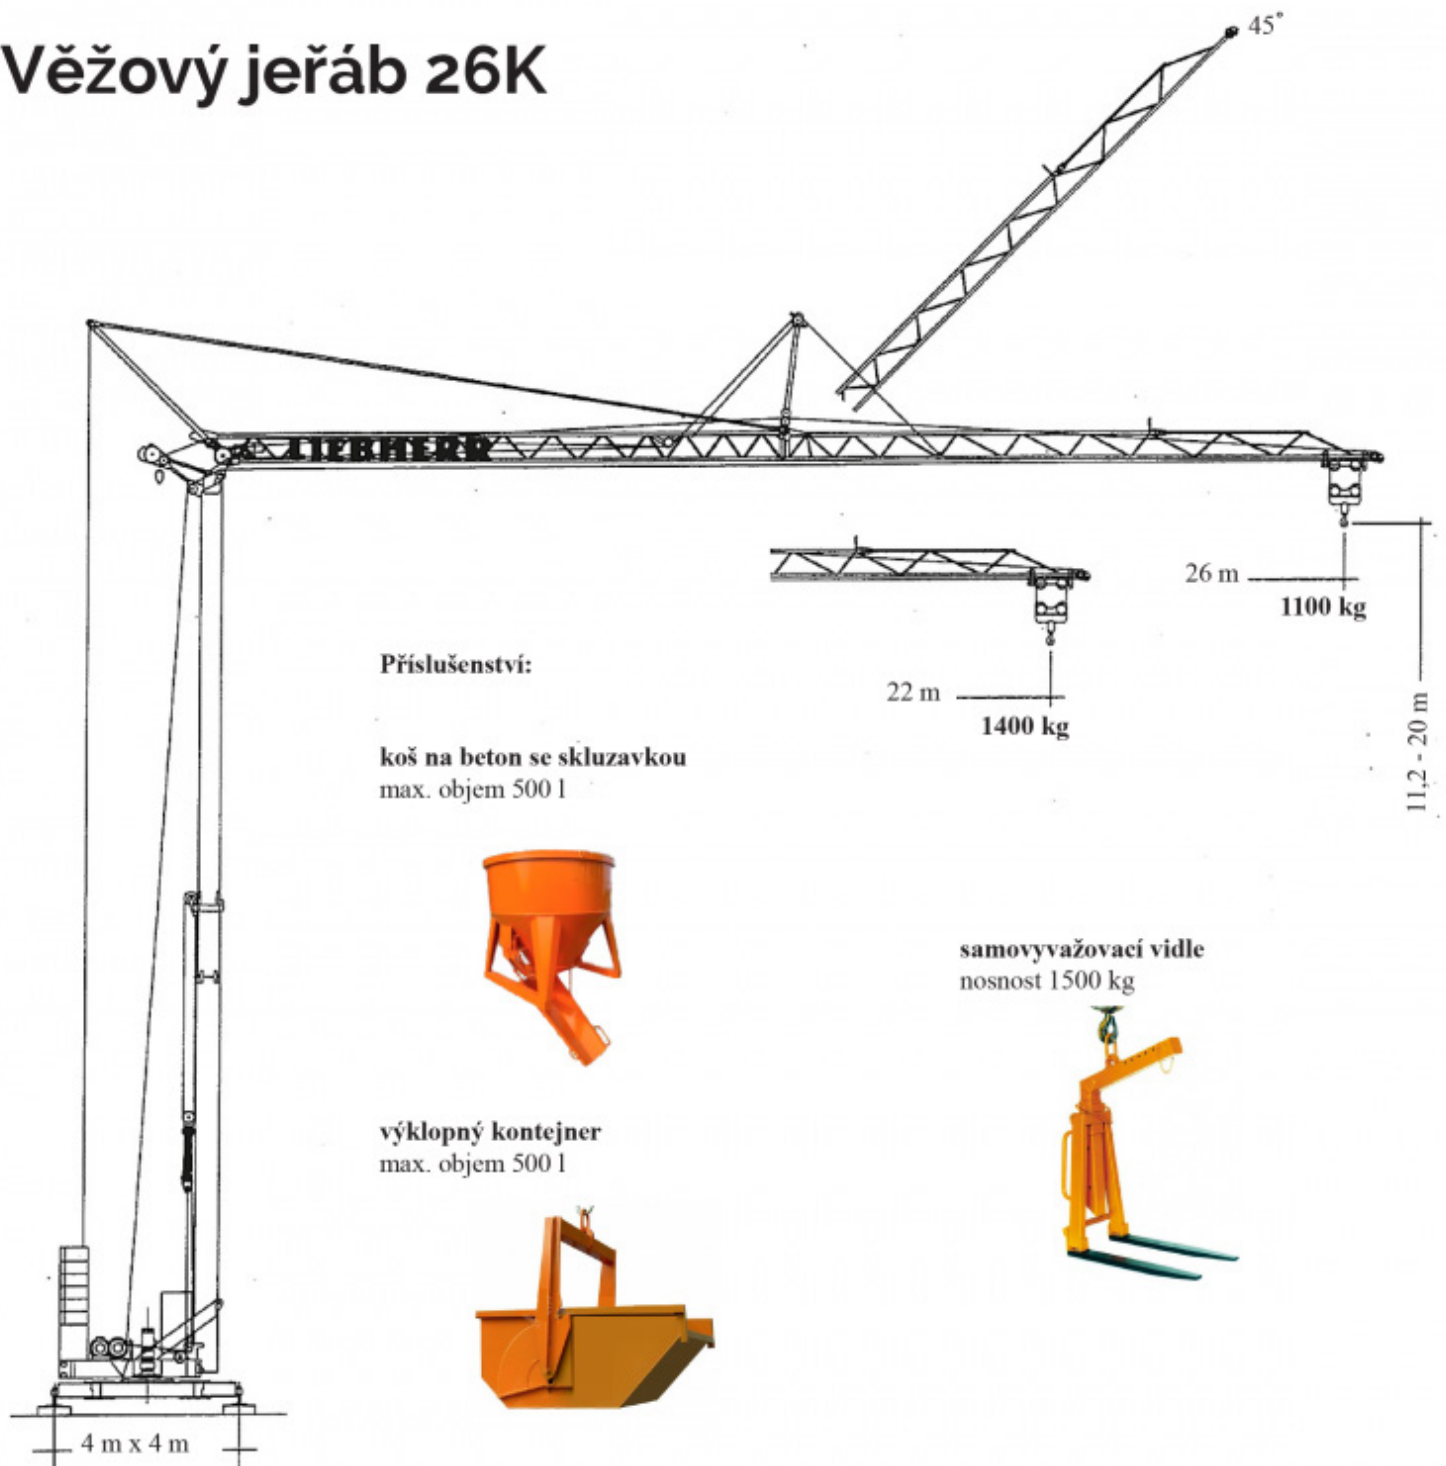 Věžový jeřáb 26K
45°
LIEBHERR
26 m
1100 kg
22 m
1400 kg
11,2 - 20 m
Příslušenství:
koš na beton se skluzavkou
max. objem 500 l
samovyvažovací vidle
nosnost 1500 kg
výklopný kontejner
max. objem 500 l
4 m x 4 m